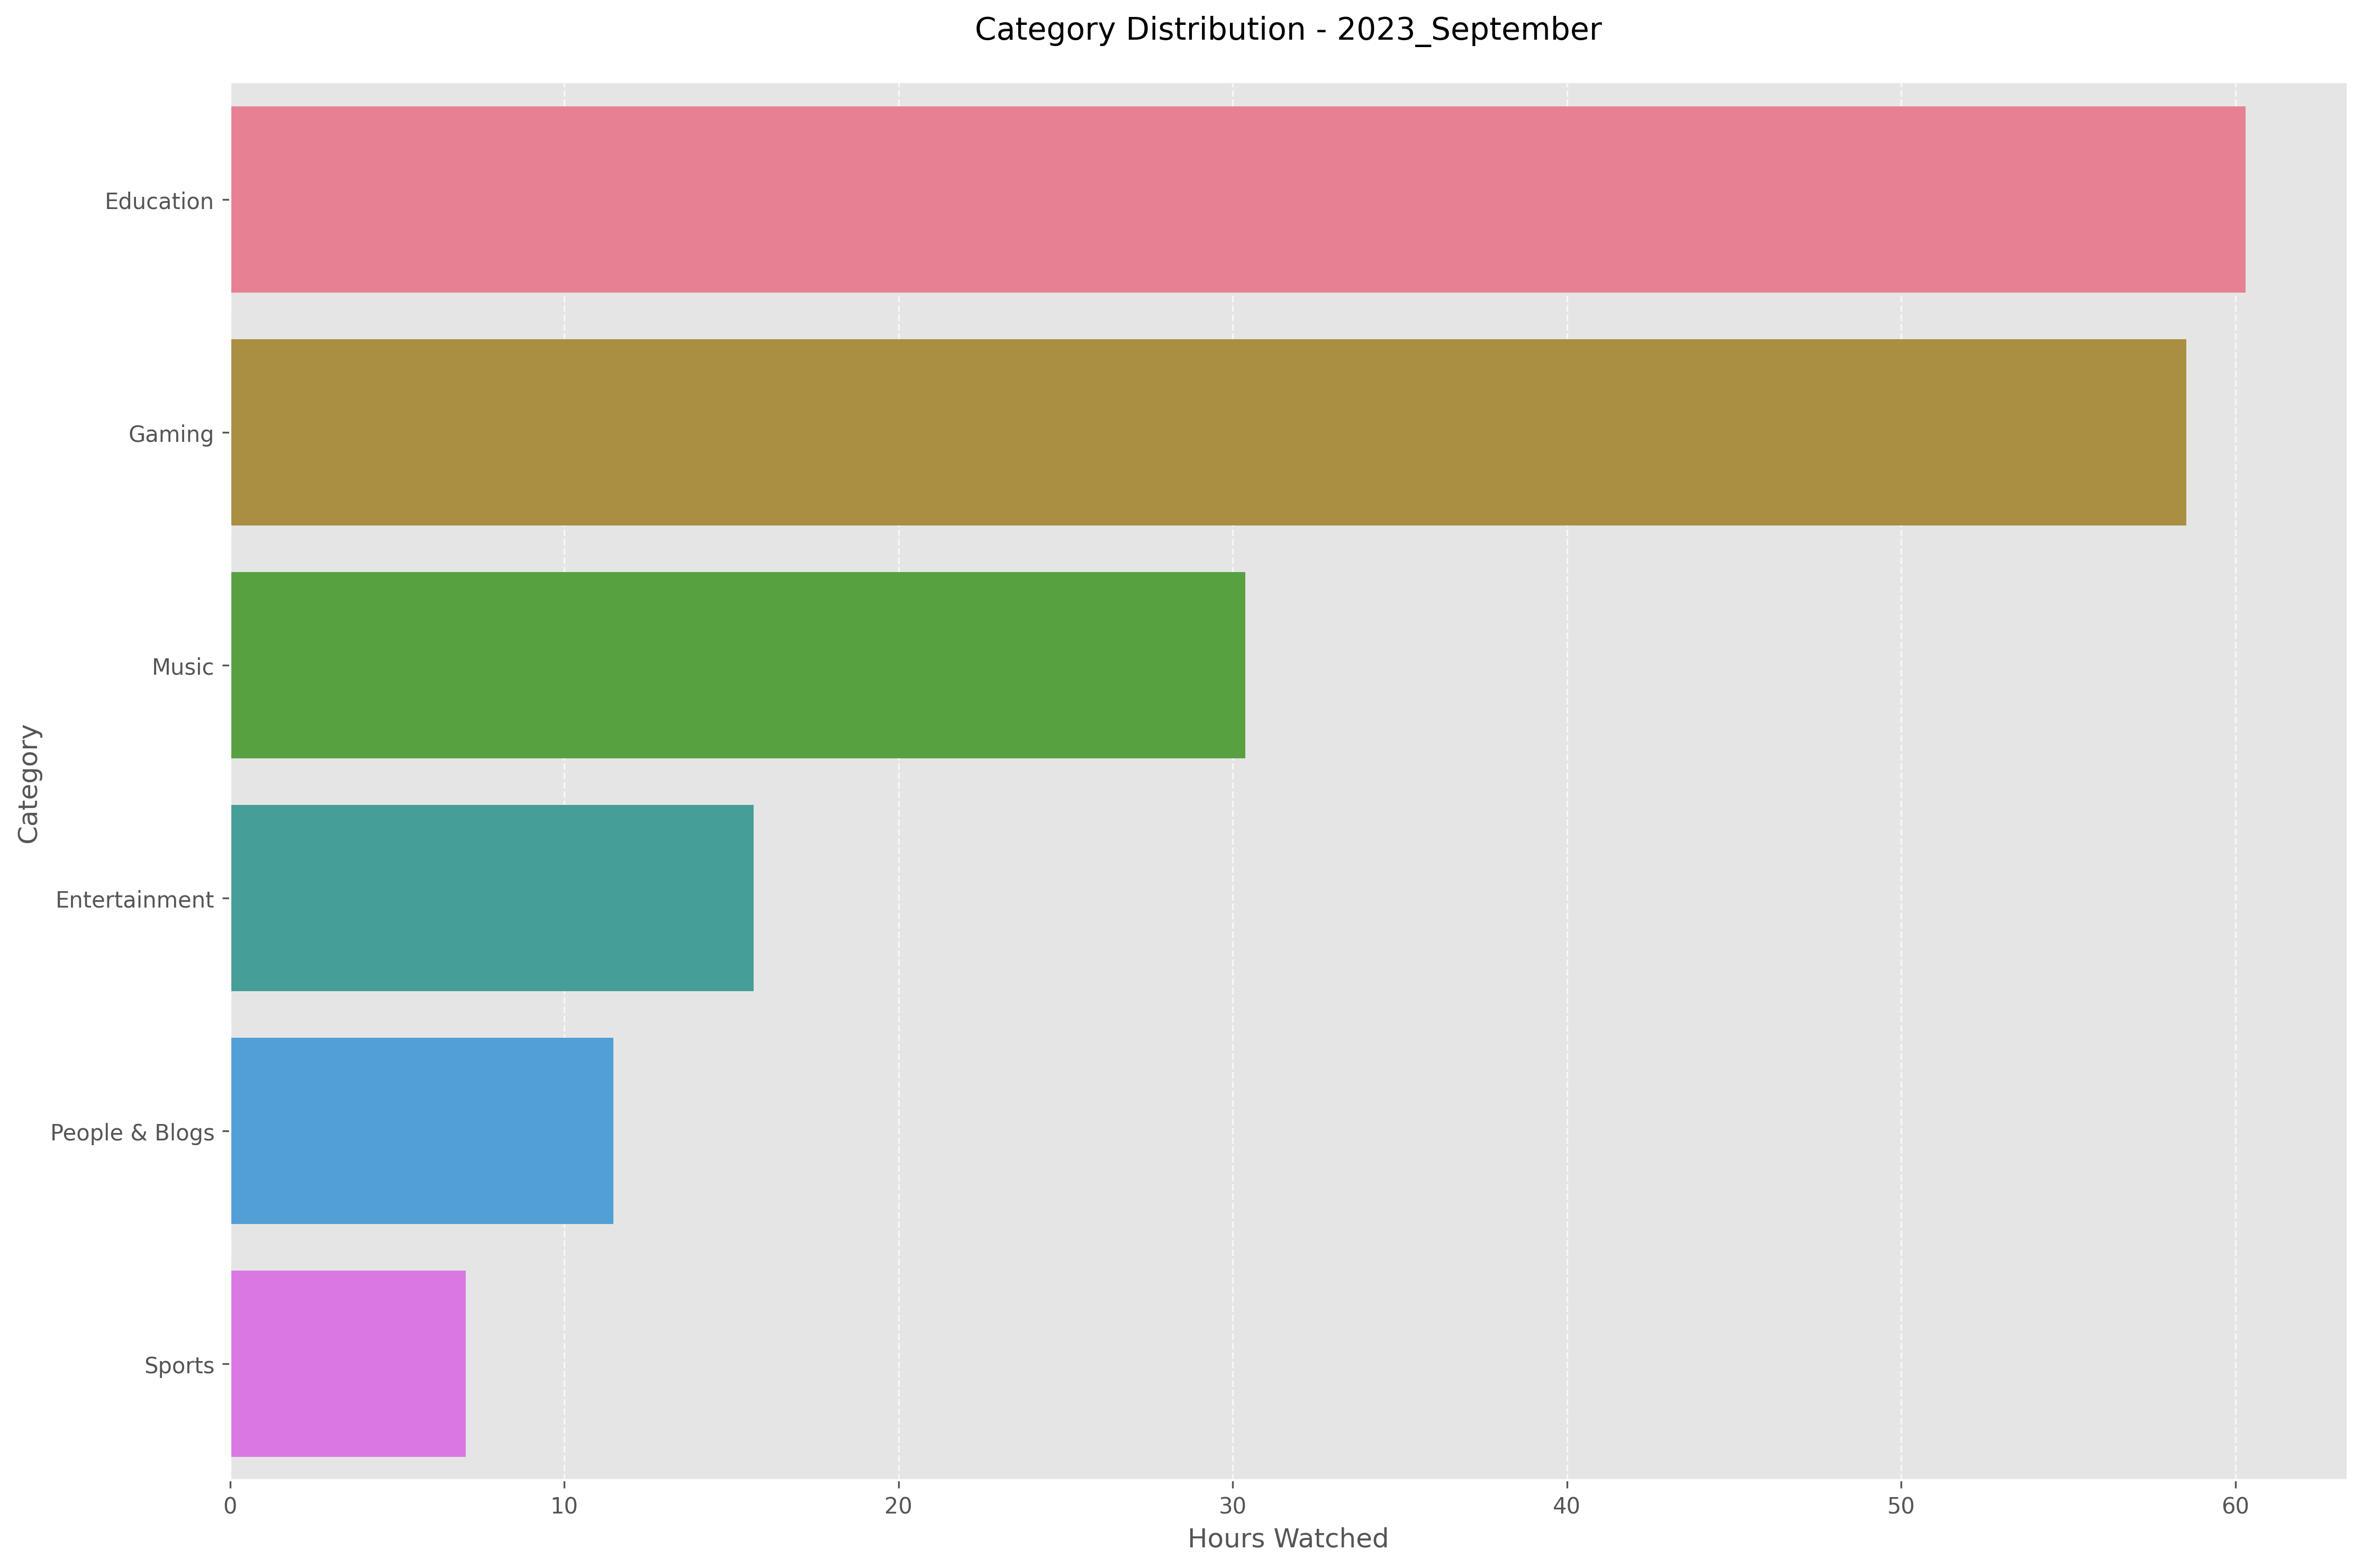 Category Distribution - 2023_September
Category
Education
Gaming
Music
Entertainment
People & Blogs
Sports
0 10 20 30 40 50 60
Hours Watched